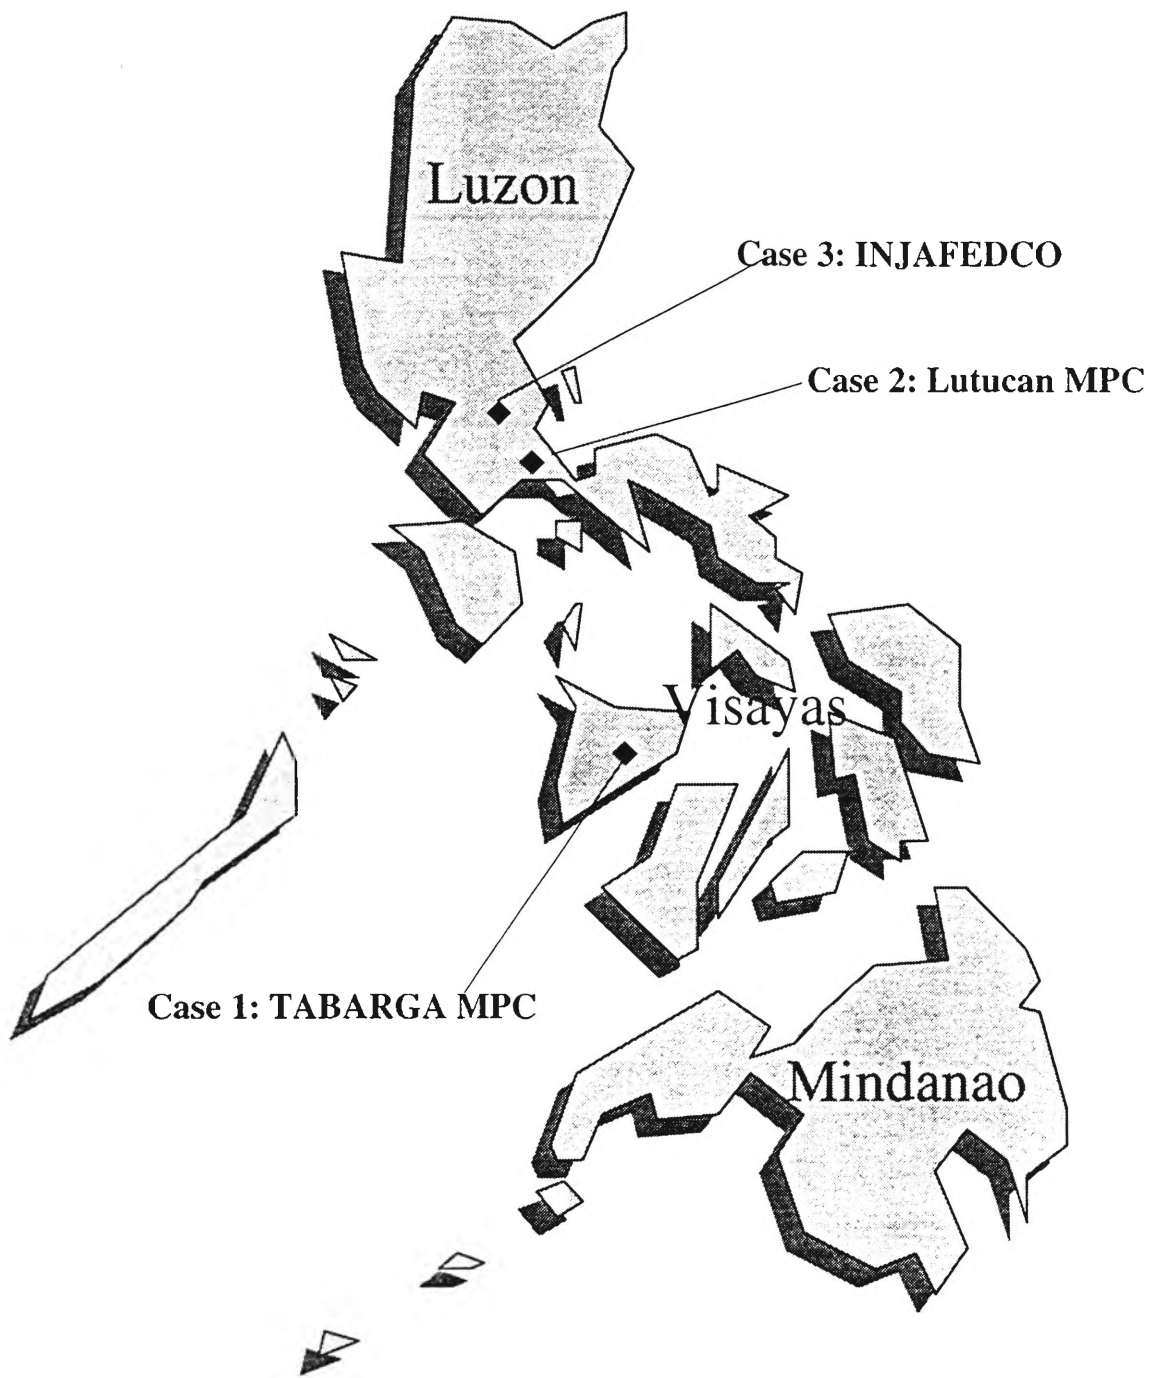 Luzon
Case 3: INJAFEDCO
Case 2: Lutucan MPC
Visayas
Case 1: TABARGA MPC
Mindanao